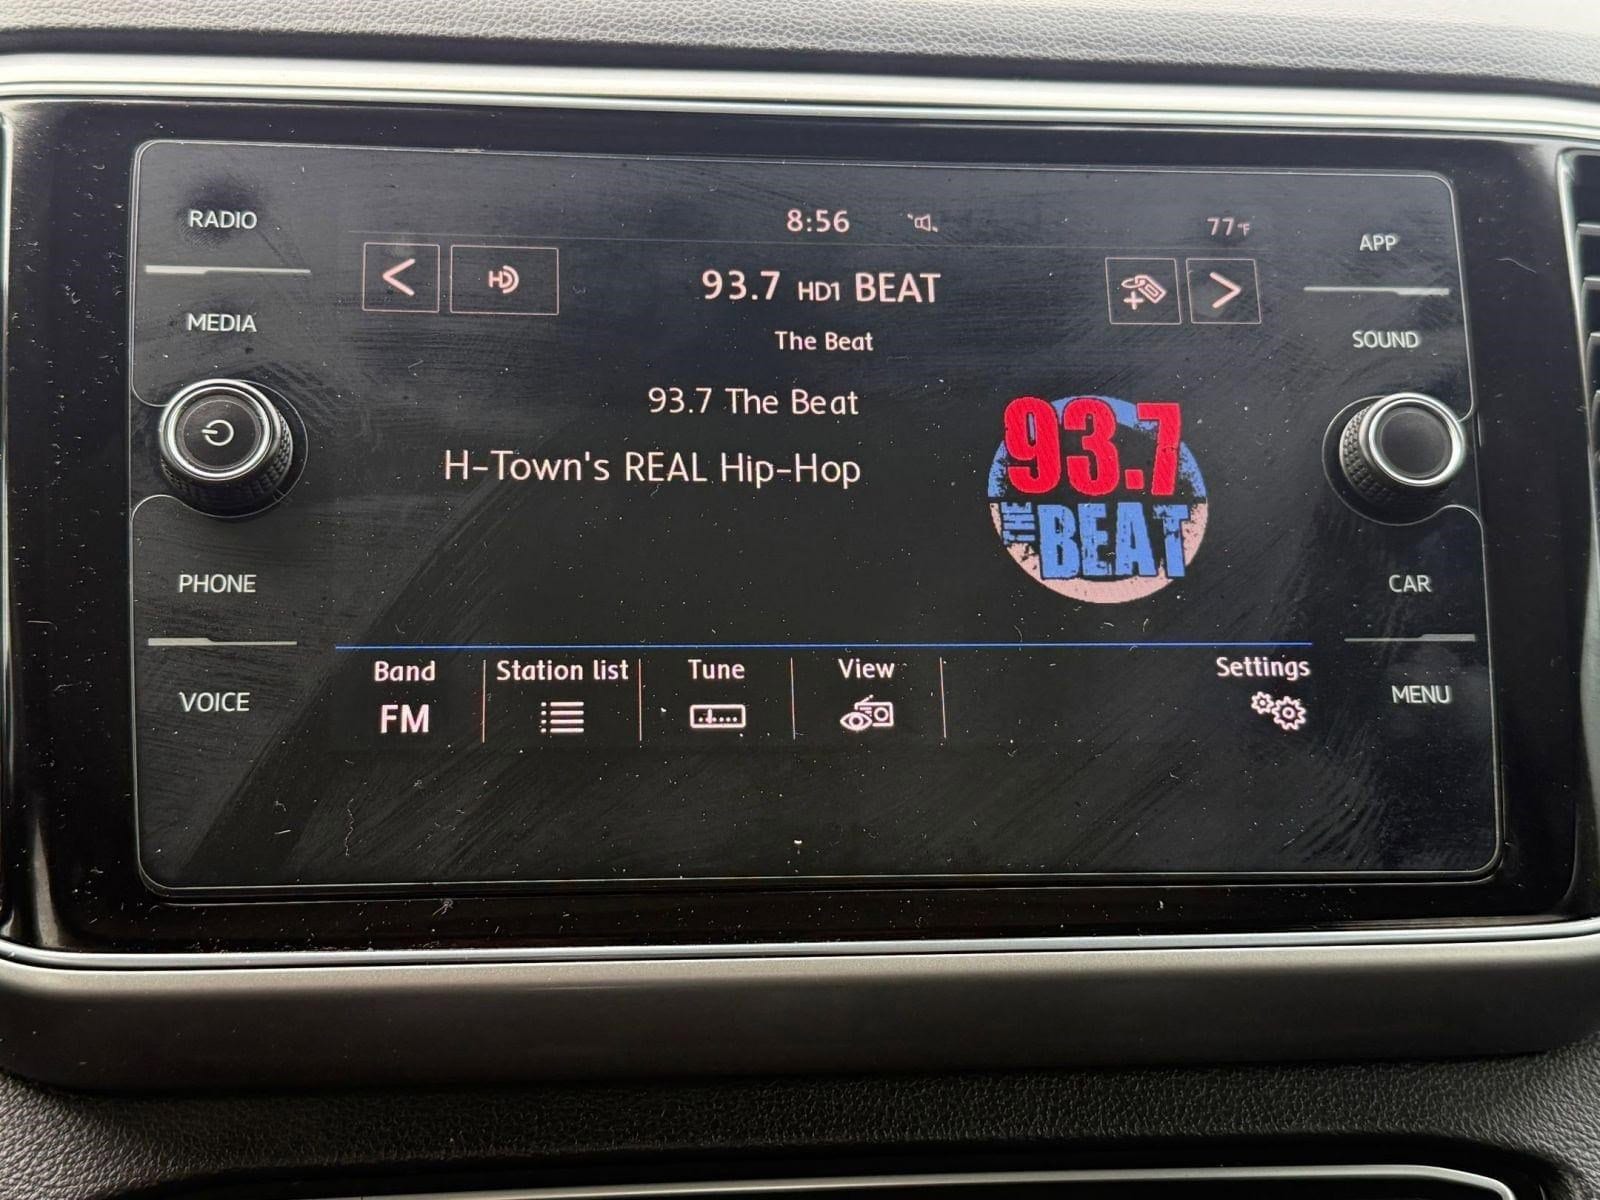 RADIO
MEDIA
PHONE
VOICE
8:56
77°F
93.7 HD1 BEAT
The Beat
93.7 The Beat
H-Town's REAL Hip-Hop
93.7
THE BEAT
Band
FM
Station list
Tune
View
Settings
APP
SOUND
CAR
MENU
HD